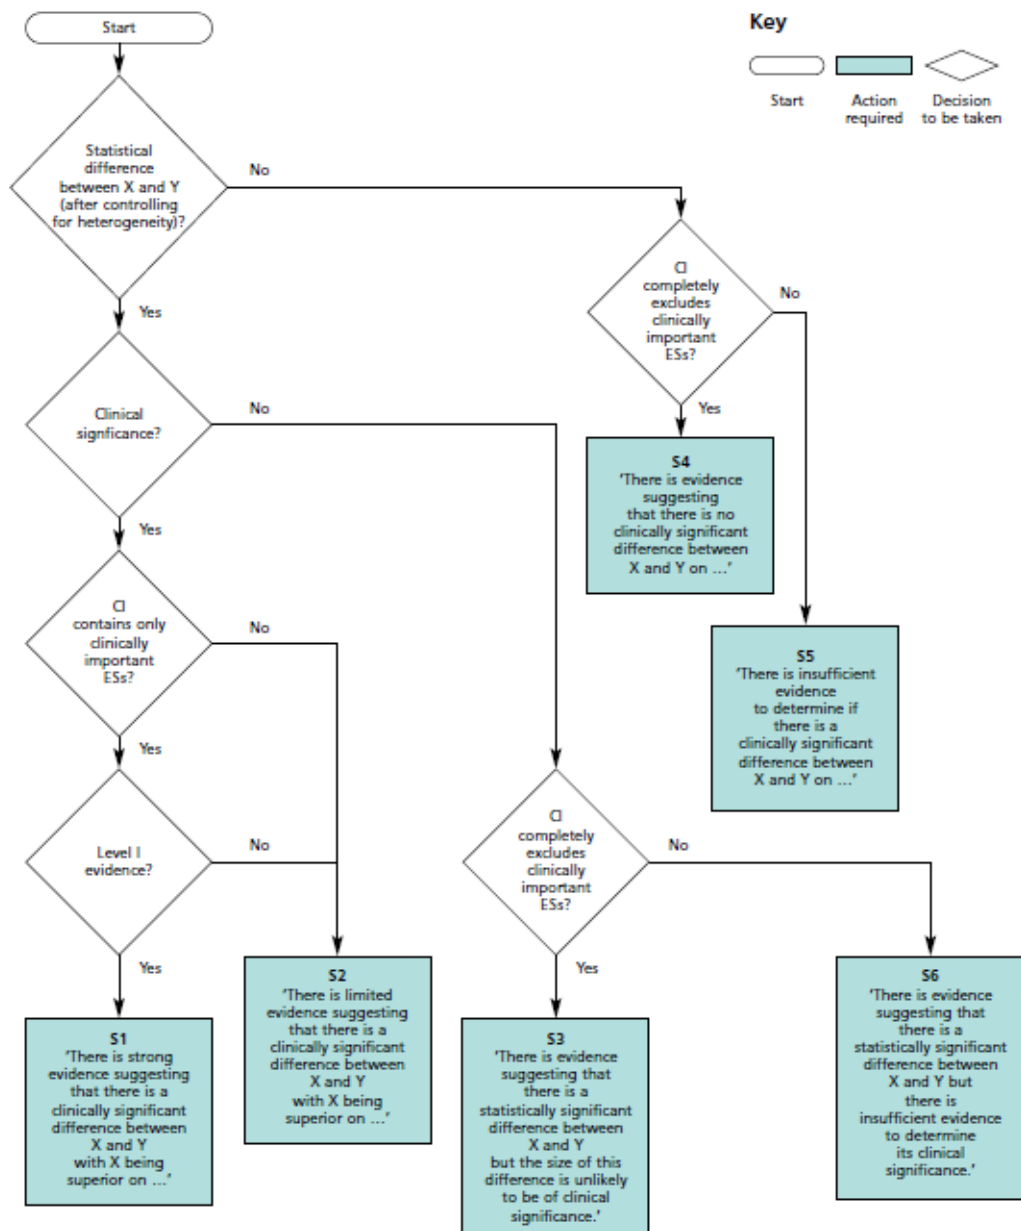 Start
Key
Start
Action
required
Decision
to be taken
Statistical
difference
between X and Y
(after controlling
for heterogeneity)?
No
Yes
CI
completely
excludes
clinically
important
ESs?
No
Yes
Clinical
signficance?
No
Yes
S4
'There is evidence
suggesting
that there is no
clinically significant
difference between
X and Y on ...'
CI
contains only
clinically
important
ESs?
No
Yes
S5
'There is insufficient
evidence
to determine if
there is a
clinically significant
difference between
X and Y on ...'
Level I
evidence?
No
Yes
CI
completely
excludes
clinically
important
ESs?
No
Yes
S1
'There is strong
evidence suggesting
that there is a
clinically significant
difference between
X and Y
with X being
superior on ...'
S2
'There is limited
evidence suggesting
that there is a
clinically significant
difference between
X and Y
with X being
superior on ...'
S3
'There is evidence
suggesting that
there is a
statistically significant
difference between
X and Y
but the size of this
difference is unlikely
to be of clinical
significance.'
S6
'There is evidence
suggesting that
there is a
statistically significant
difference between
X and Y but
there is
insufficient evidence
to determine
its clinical
significance.'